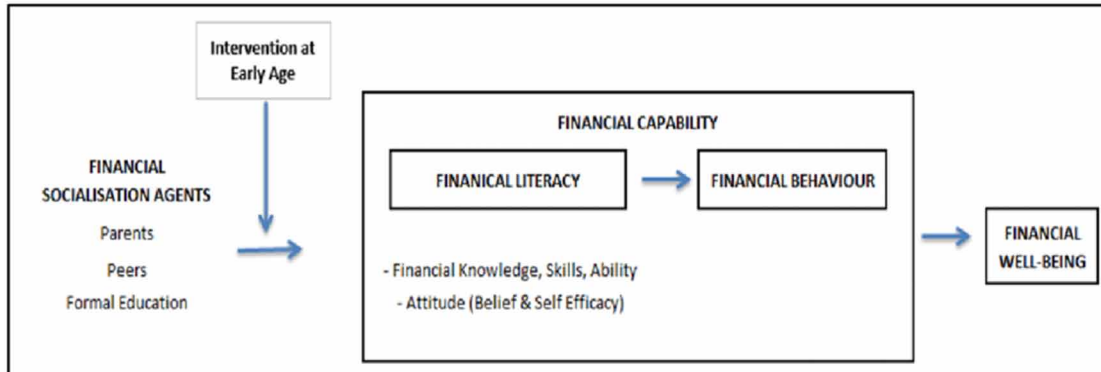 Intervention at
Early Age
FINANCIAL
SOCIALISATION AGENTS
Parents
Peers
Formal Education
FINANCIAL CAPABILITY
FINANICAL LITERACY
FINANCIAL BEHAVIOUR
- Financial Knowledge, Skills, Ability
- Attitude (Belief & Self Efficacy)
FINANCIAL
WELL-BEING